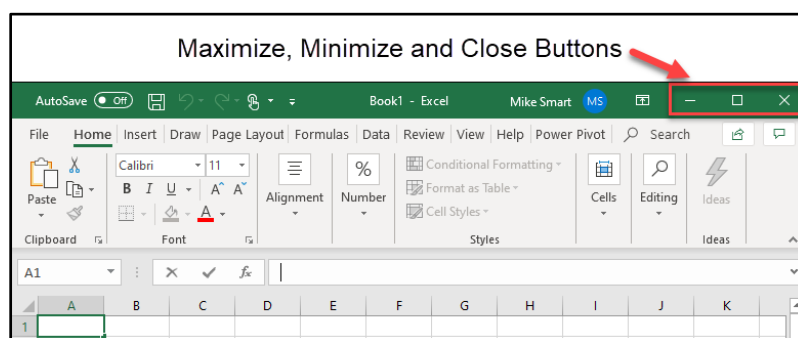 Maximize, Minimize and Close Buttons
AutoSave Off Book1 - Excel Mike Smart MS
File Home Insert Draw Page Layout Formulas Data Review View Help Power Pivot Search
Calibri 11
Paste B I U A A A Alignment % Number Conditional Formatting Format as Table Cell Styles Cells Editing Ideas
Clipboard Font Styles Ideas
A1 fx
A B C D E F G H I J K
1